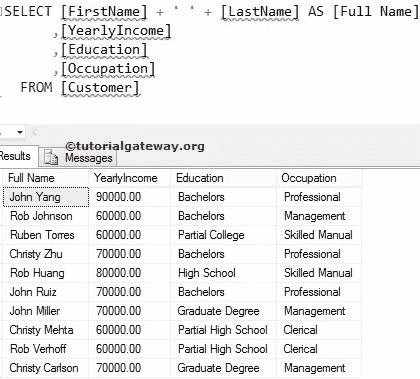 SELECT [FirstName] + ' ' + [LastName] AS [Full Name]
,[YearlyIncome]
,[Education]
,[Occupation]
FROM [Customer]
©tutorialgateway.org
Results Messages
Full Name YearlyIncome Education Occupation
John Yang 90000.00 Bachelors Professional
Rob Johnson 60000.00 Bachelors Management
Ruben Torres 60000.00 Partial College Skilled Manual
Christy Zhu 70000.00 Bachelors Professional
Rob Huang 80000.00 High School Skilled Manual
John Ruiz 70000.00 Bachelors Professional
John Miller 70000.00 Graduate Degree Management
Christy Mehta 60000.00 Partial High School Clerical
Rob Verhoff 60000.00 Partial High School Clerical
Christy Carlson 70000.00 Graduate Degree Management